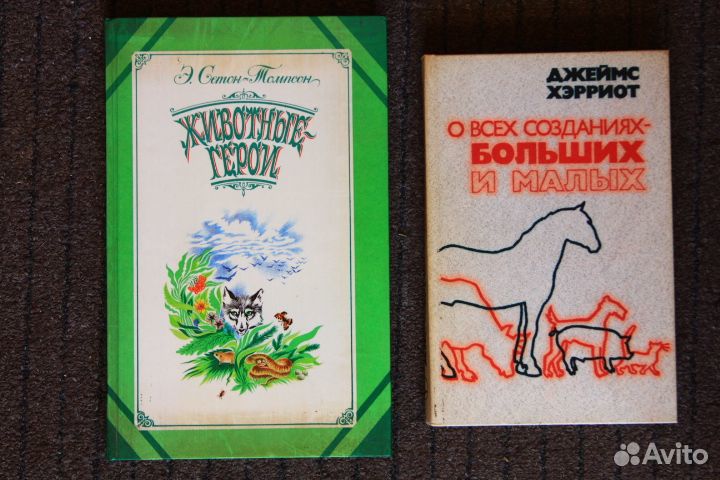 Э. Сетон-Томпсон
ЖИВОТНЫЕ-
ГЕРОИ
ДЖЕЙМС
ХЭРРИОТ
О ВСЕХ СОЗДАНИЯХ-
БОЛЬШИХ
И МАЛЫХ
Avito